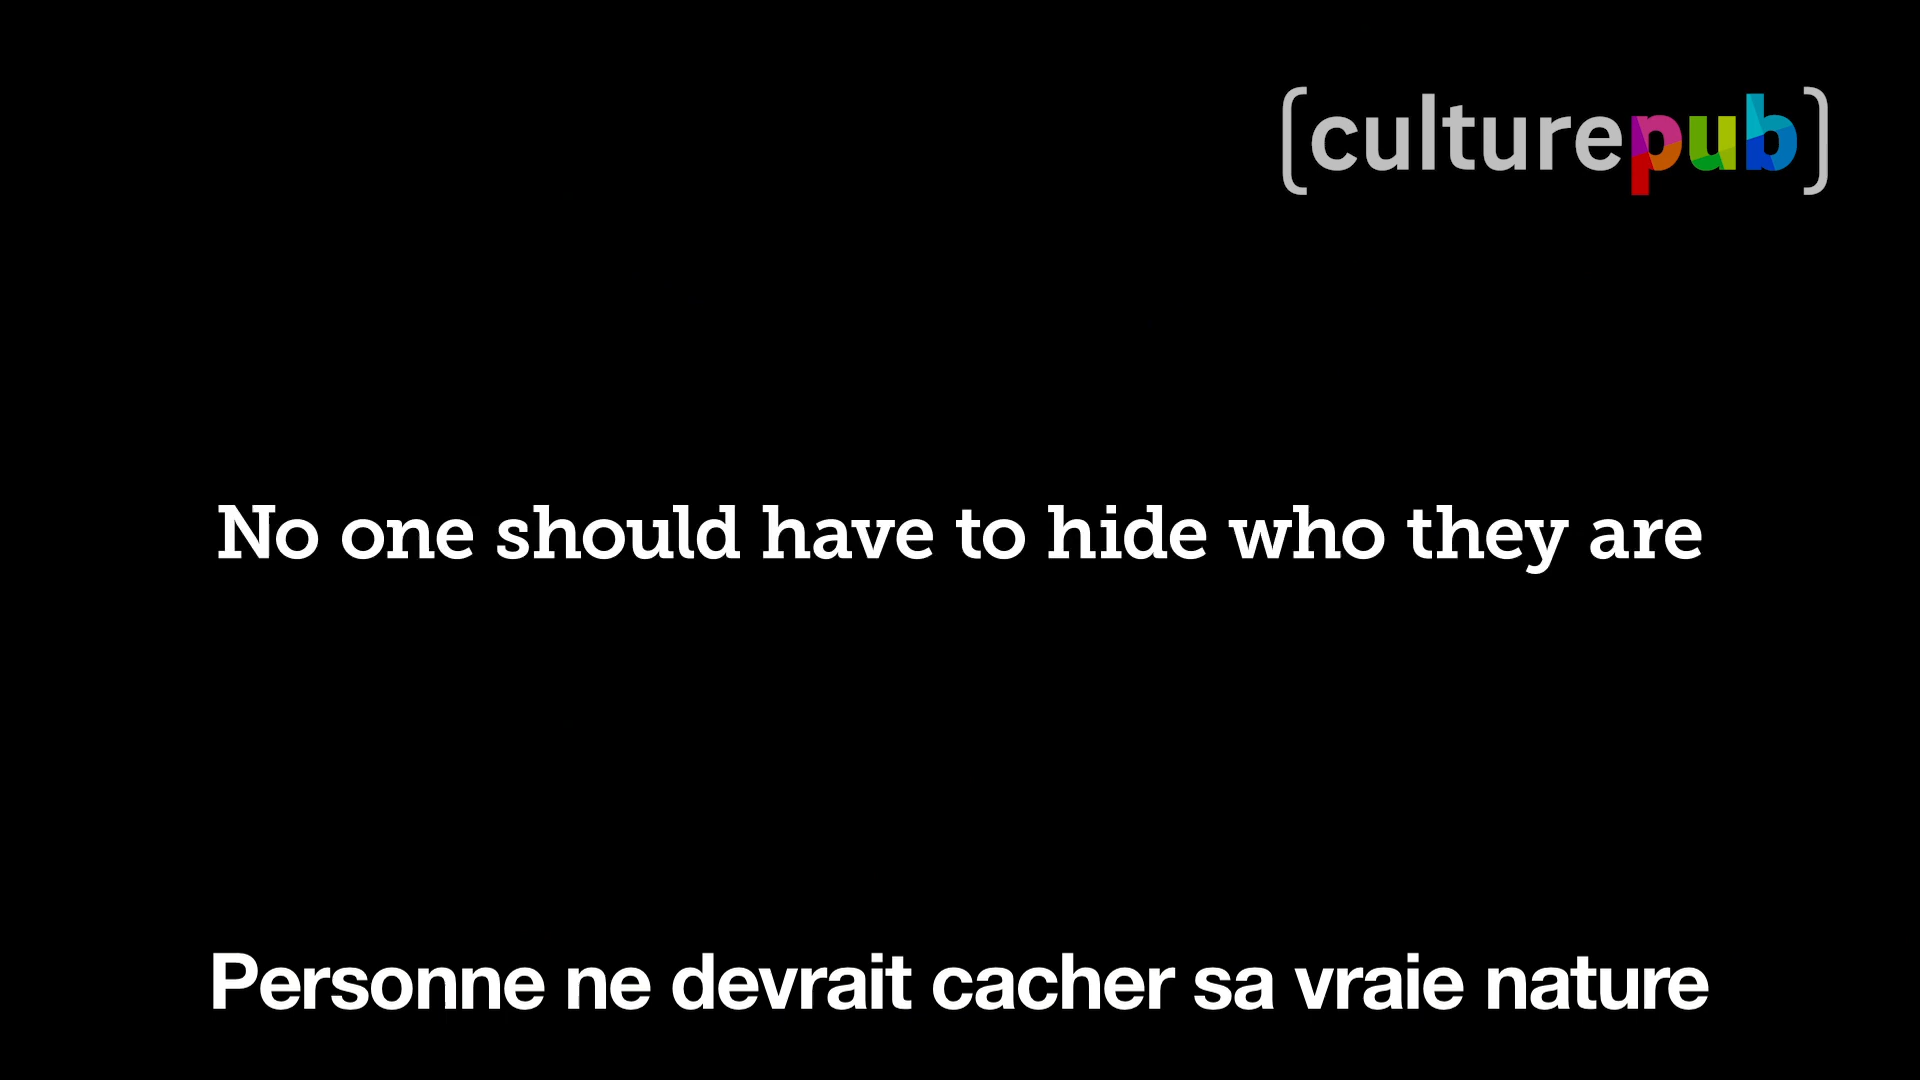 (culturepub)
No one should have to hide who they are
Personne ne devrait cacher sa vraie nature